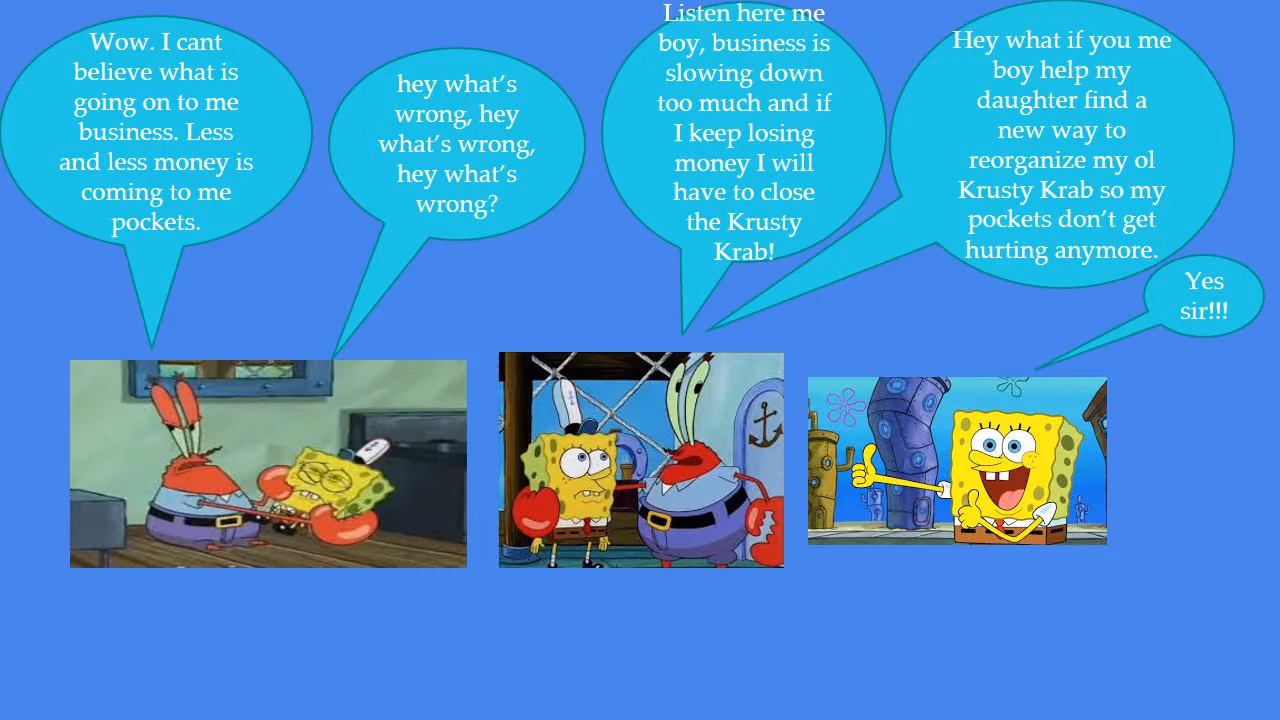 Wow. I cant
believe what is
going on to me
business. Less
and less money is
coming to me
pockets.
hey what’s
wrong, hey
what’s wrong,
hey what’s
wrong?
Listen here me
boy, business is
slowing down
too much and if
I keep losing
money I will
have to close
the Krusty
Krab!
Hey what if you me
boy help my
daughter find a
new way to
reorganize my ol
Krusty Krab so my
pockets don’t get
hurting anymore.
Yes
sir!!!